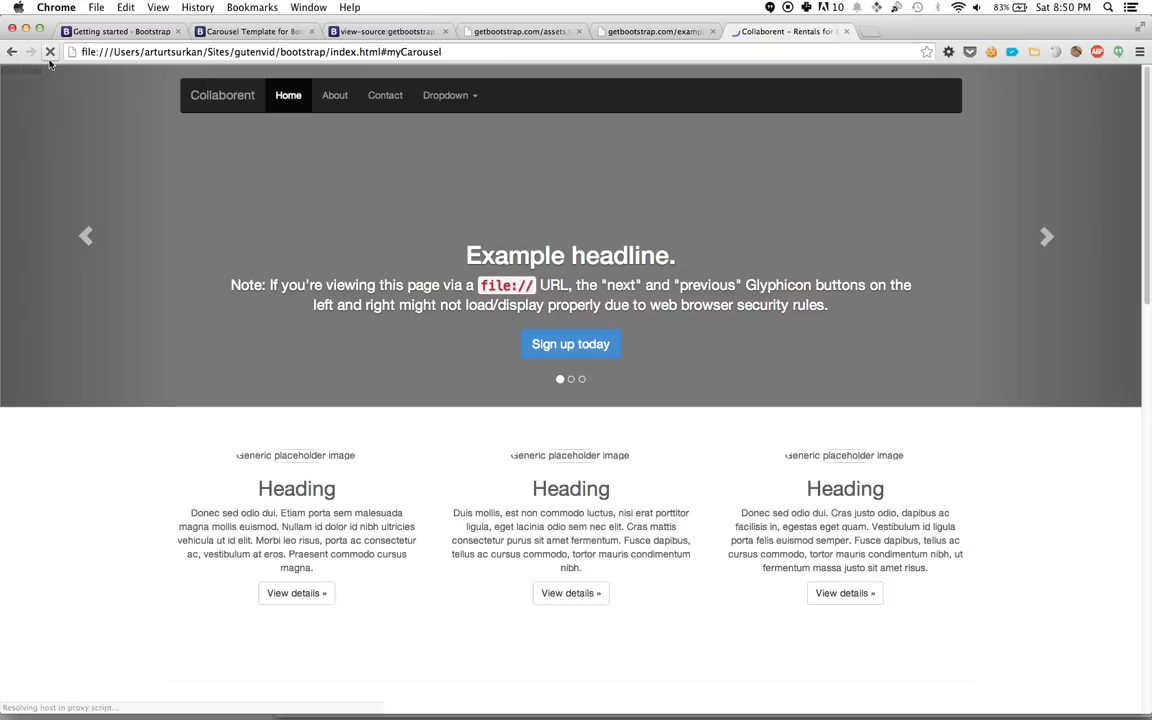 Chrome File Edit View History Bookmarks Window Help 10 83% Sat 8:50 PM
Getting started - Bootstrap Carousel Template for Boo view-source:getbootstrap. getbootstrap.com/assets/ getbootstrap.com/exampl Collaborent - Rentals for
file:///Users/arturtsurkan/Sites/gutenvid/bootstrap/index.html#myCarousel
ABP
Collaborent Home About Contact Dropdown
Example headline.
Note: If you're viewing this page via a file:// URL, the "next" and "previous" Glyphicon buttons on the
left and right might not load/display properly due to web browser security rules.
Sign up today
Generic placeholder image Generic placeholder image Generic placeholder image
Heading Heading Heading
Donec sed odio dui. Etiam porta sem malesuada
magna mollis euismod. Nullam id dolor id nibh ultricies
vehicula ut id elit. Morbi leo risus, porta ac consectetur
ac, vestibulum at eros. Praesent commodo cursus
magna.
View details »
Duis mollis, est non commodo luctus, nisi erat porttitor
ligula, eget lacinia odio sem nec elit. Cras mattis
consectetur purus sit amet fermentum. Fusce dapibus,
tellus ac cursus commodo, tortor mauris condimentum
nibh.
View details »
Donec sed odio dui. Cras justo odio, dapibus ac
facilisis in, egestas eget quam. Vestibulum id ligula
porta felis euismod semper. Fusce dapibus, tellus ac
cursus commodo, tortor mauris condimentum nibh, ut
fermentum massa justo sit amet risus.
View details »
Resolving host in proxy script...